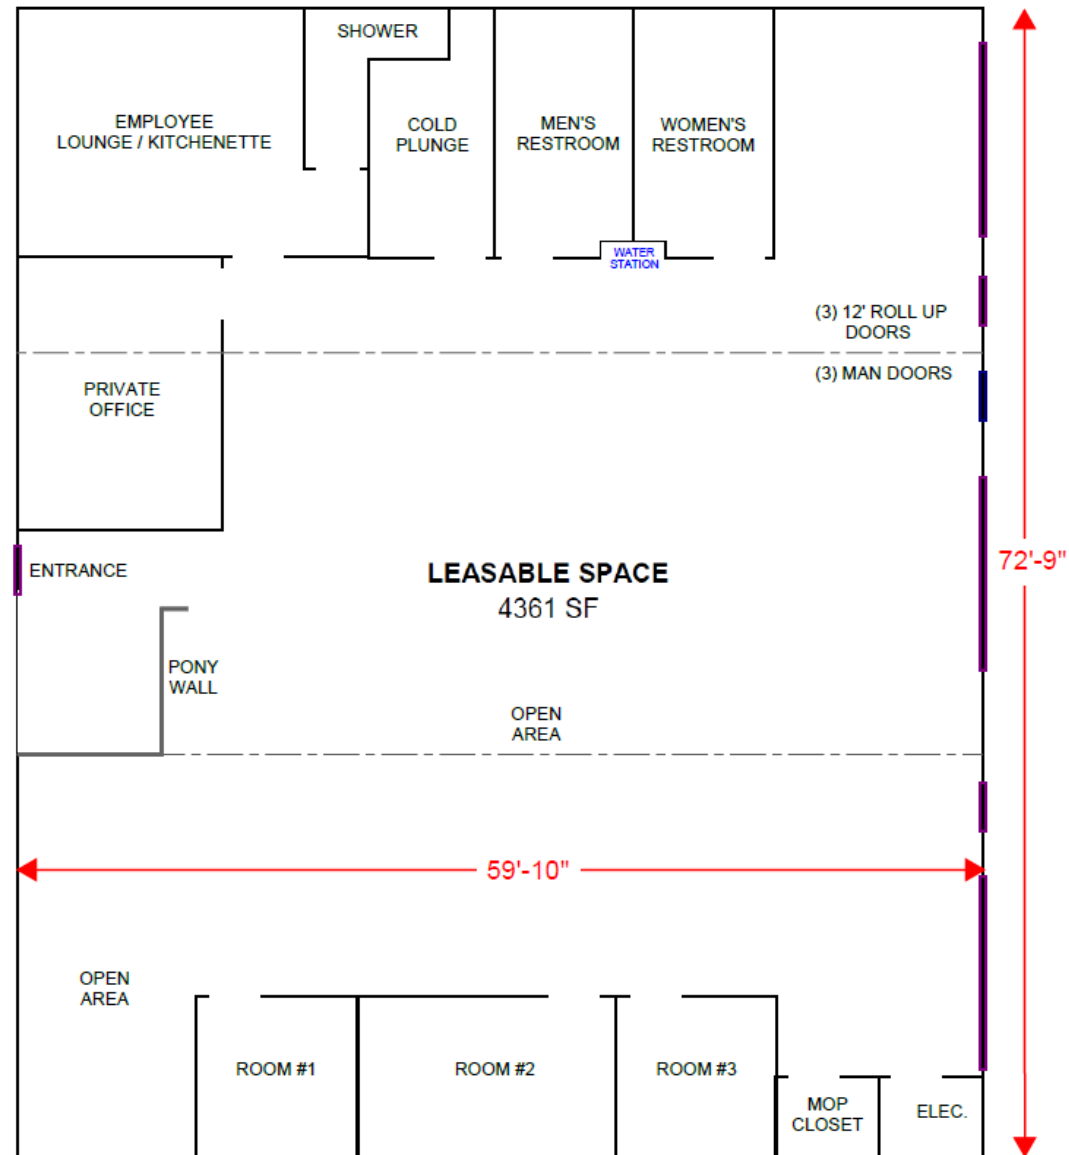 SHOWER
EMPLOYEE
LOUNGE / KITCHENETTE
COLD
PLUNGE
MEN'S
RESTROOM
WOMEN'S
RESTROOM
WATER
STATION
(3) 12' ROLL UP
DOORS
(3) MAN DOORS
PRIVATE
OFFICE
ENTRANCE
LEASABLE SPACE
4361 SF
72'-9"
PONY
WALL
OPEN
AREA
59'-10"
OPEN
AREA
ROOM #1
ROOM #2
ROOM #3
MOP
CLOSET
ELEC.